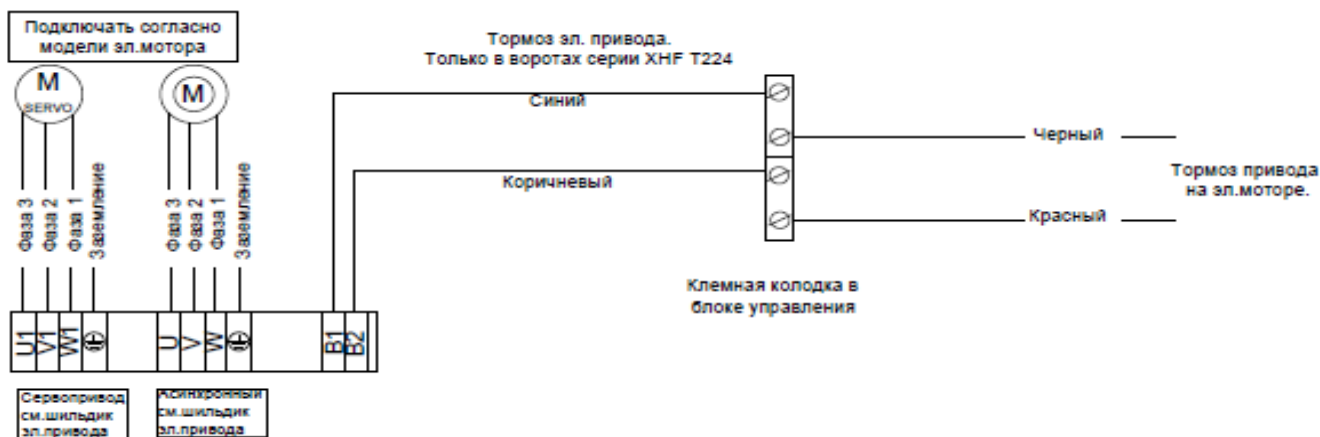 Подключать согласно
модели эл.мотора
Тормоз эл. привода.
Только в воротах серии XHF T224
M
SERVO
M
Синий
Черный
Коричневый
Тормоз привода
на эл.моторе.
Красный
Фаза 3
Фаза 2
Фаза 1
Заземление
Фаза 3
Фаза 2
Фаза 1
Заземление
Клемная колодка в
блоке управления
U1
V1
W1
U
V
W
B1
B2
Сервопривод
см.шильдик
эл.привода
Асинхронный
см.шильдик
эл.привода